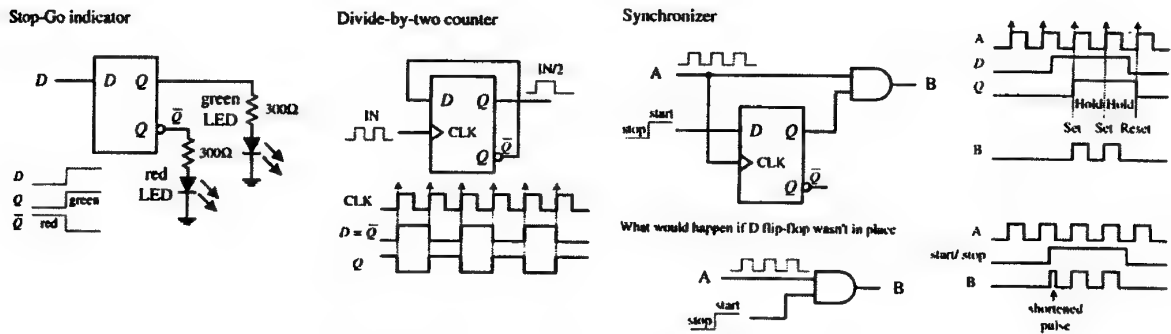 Stop-Go indicator
D
D
Q
Q
Q̅
green
LED
300Ω
300Ω
red
LED
D
Q
green
Q̅
red
Divide-by-two counter
IN/2
D
Q
IN
CLK
Q
Q̅
CLK
D = Q̅
Q
Synchronizer
A
B
start
stop
D
Q
CLK
Q
Q̅
A
D
Q
Hold
Hold
Set
Set
Reset
B
What would happen if D flip-flop wasn't in place
A
B
start
stop
A
start/ stop
B
shortened
pulse